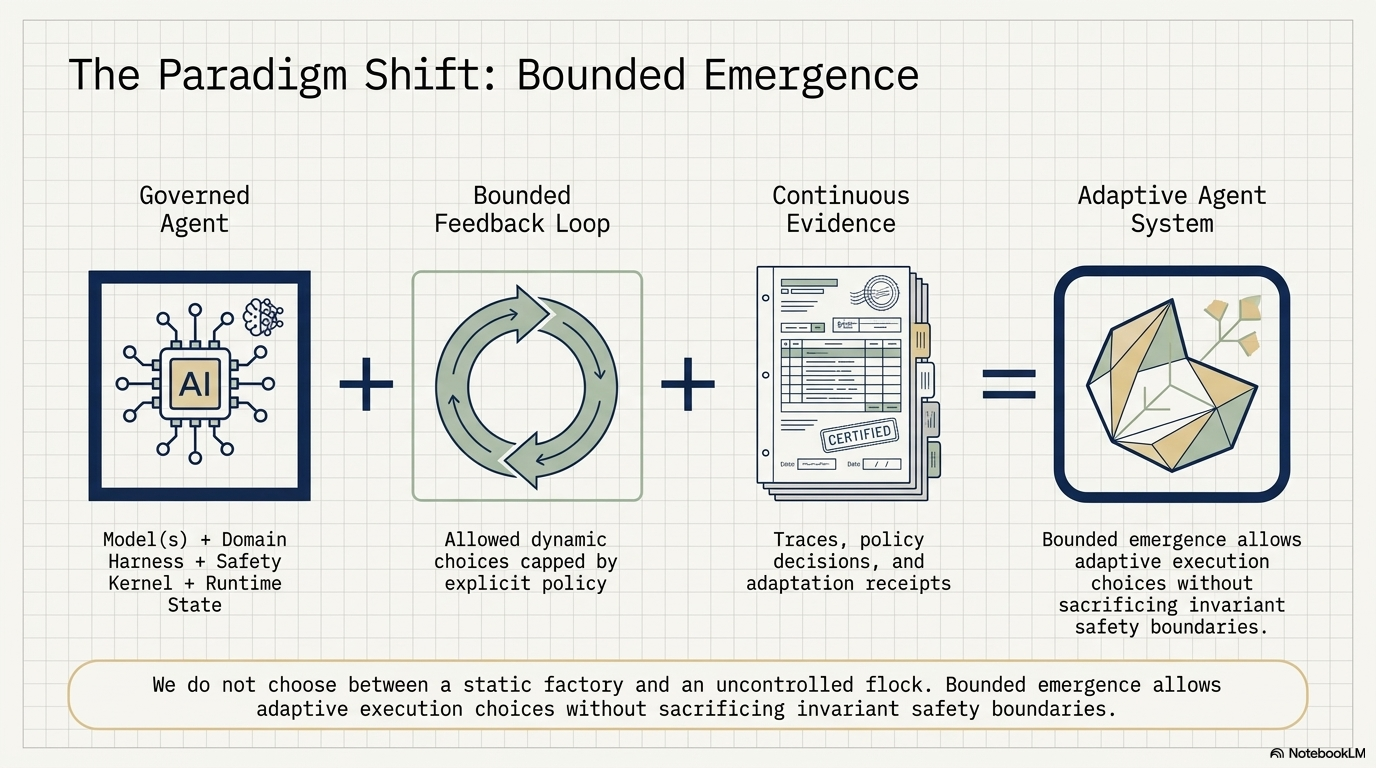 The Paradigm Shift: Bounded Emergence
Governed
Agent
Bounded
Feedback Loop
Continuous
Evidence
Adaptive Agent
System
AI
CERTIFIED
Date
Date
/ /
Model(s) + Domain
Harness + Safety
Kernel + Runtime
State
Allowed dynamic
choices capped by
explicit policy
Traces, policy
decisions, and
adaptation receipts
Bounded emergence allows
adaptive execution
choices without
sacrificing invariant
safety boundaries.
We do not choose between a static factory and an uncontrolled flock. Bounded emergence allows
adaptive execution choices without sacrificing invariant safety boundaries.
NotebookLM